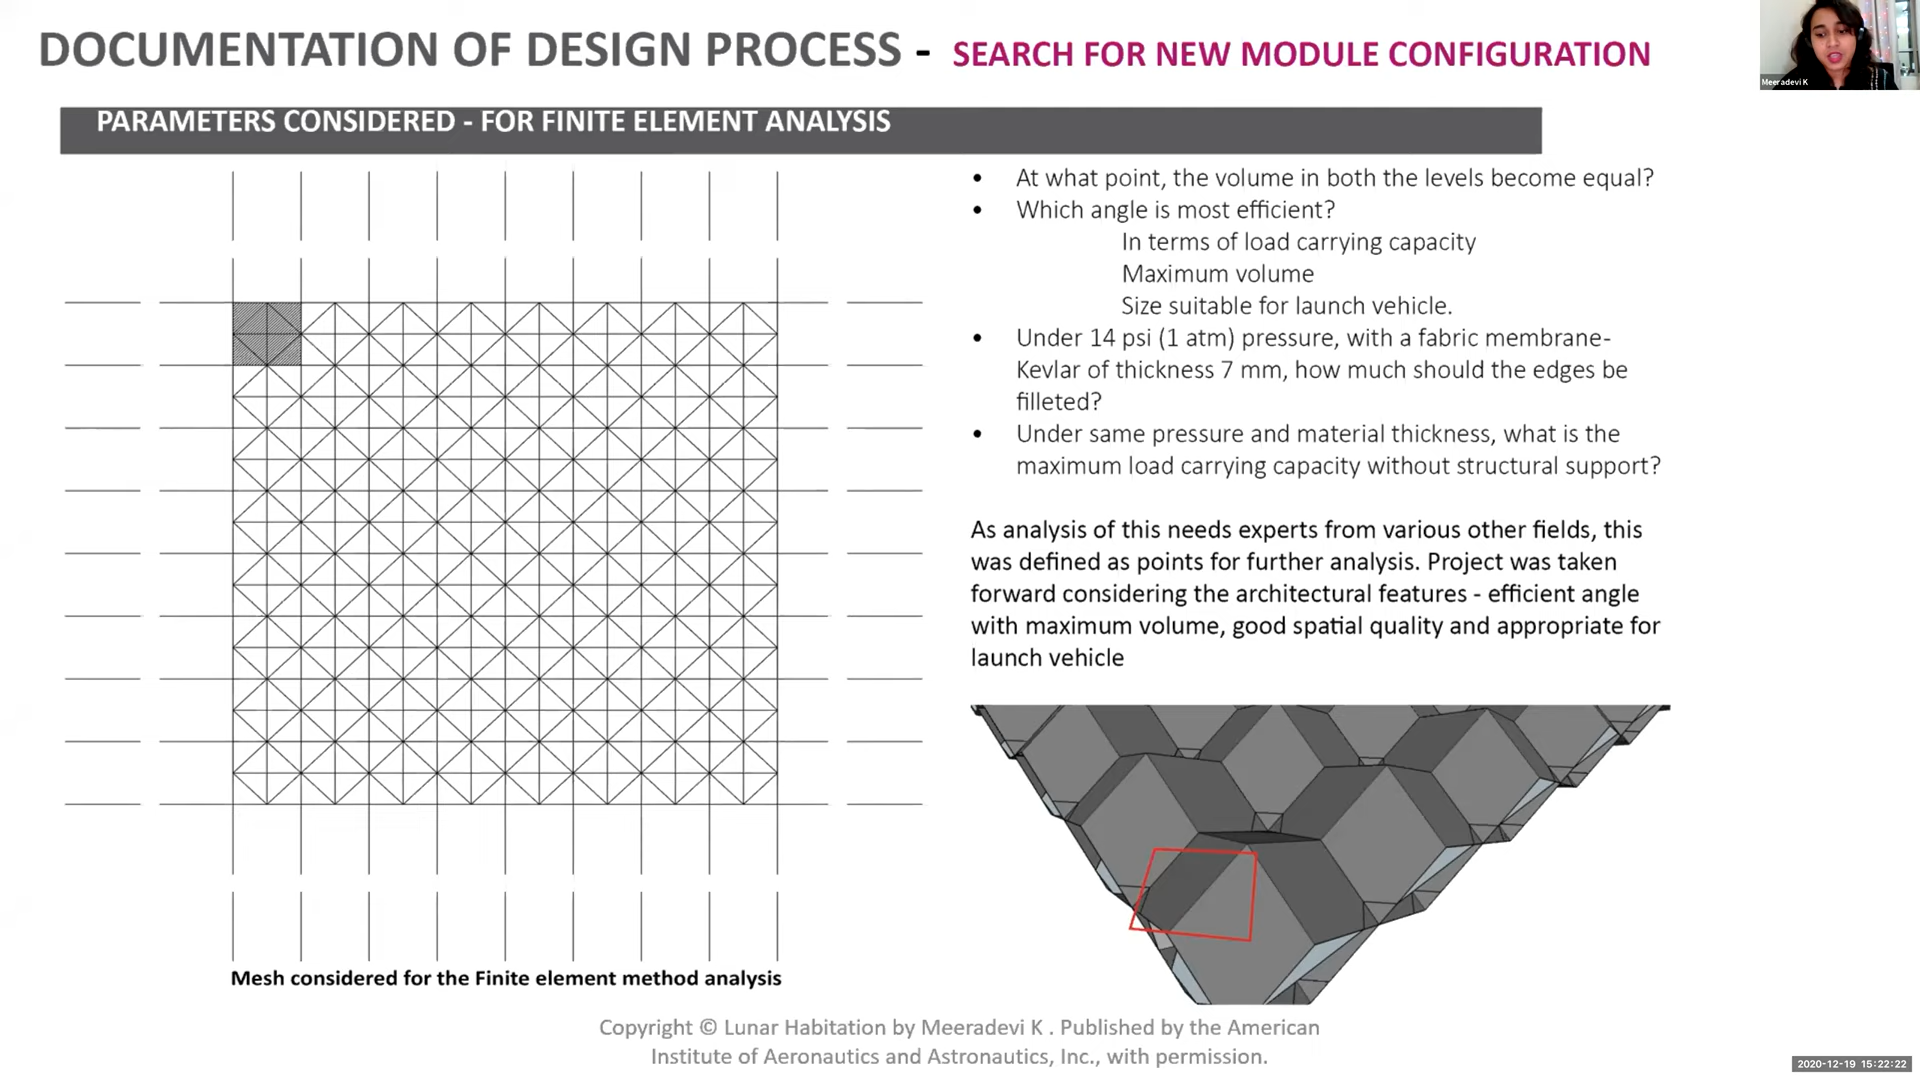 DOCUMENTATION OF DESIGN PROCESS - SEARCH FOR NEW MODULE CONFIGURATION
Meeradevi K
PARAMETERS CONSIDERED - FOR FINITE ELEMENT ANALYSIS
• At what point, the volume in both the levels become equal?
• Which angle is most efficient?
In terms of load carrying capacity
Maximum volume
Size suitable for launch vehicle.
• Under 14 psi (1 atm) pressure, with a fabric membrane-
Kevlar of thickness 7 mm, how much should the edges be
filleted?
• Under same pressure and material thickness, what is the
maximum load carrying capacity without structural support?
As analysis of this needs experts from various other fields, this
was defined as points for further analysis. Project was taken
forward considering the architectural features - efficient angle
with maximum volume, good spatial quality and appropriate for
launch vehicle
Mesh considered for the Finite element method analysis
Copyright © Lunar Habitation by Meeradevi K . Published by the American
Institute of Aeronautics and Astronautics, Inc., with permission.
2020-12-19 15:22:22